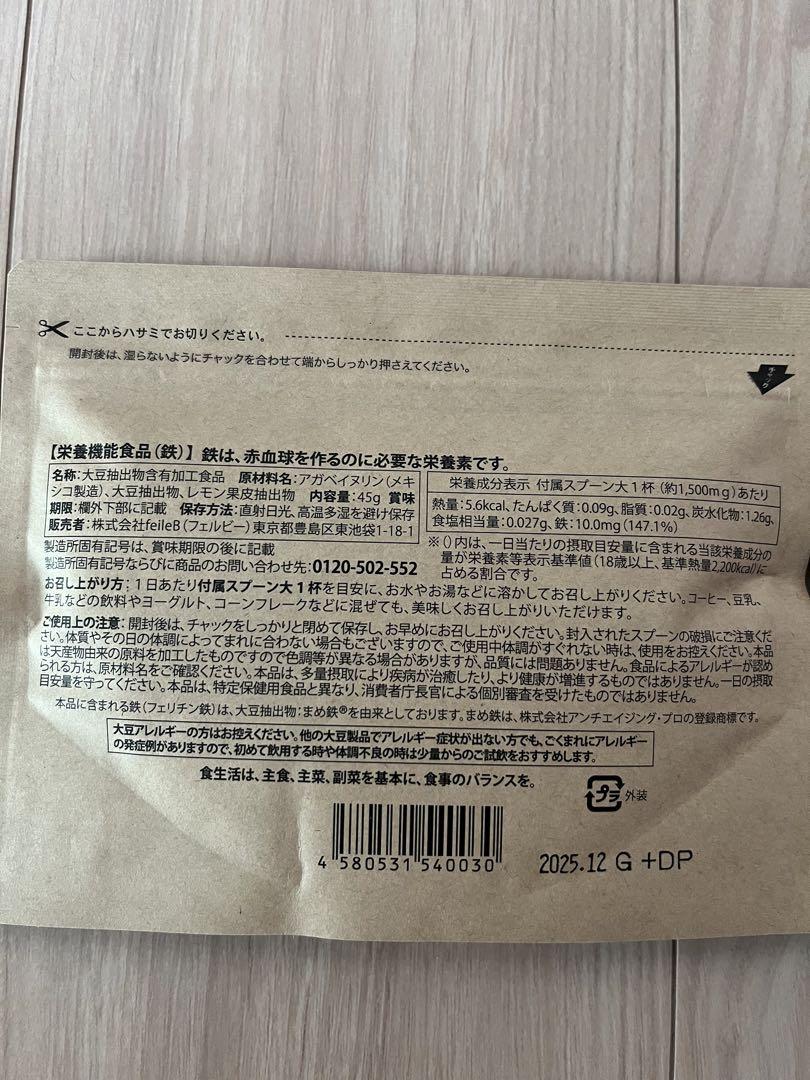 ここからハサミでお切りください。
開封後は、湿らないようにチャックを合わせて端からしっかり押さえてください。
チャック
【栄養機能食品（鉄）】 鉄は、赤血球を作るのに必要な栄養素です。
名称：大豆抽出物含有加工食品　原材料名：アガベイヌリン（メキ
シコ製造）、大豆抽出物、レモン果皮抽出物　内容量：45g　賞味
期限：欄外下部に記載　保存方法：直射日光、高温多湿を避け保存
販売者：株式会社feileB（フェルビー）東京都豊島区東池袋1-18-1
栄養成分表示　付属スプーン大1杯（約1,500mg）あたり
熱量：5.6kcal、たんぱく質：0.09g、脂質：0.02g、炭水化物：1.26g、
食塩相当量：0.027g、鉄：10.0mg（147.1%）
※（）内は、一日当たりの摂取目安量に含まれる当該栄養成分の
量が栄養素等表示基準値（18歳以上、基準熱量2,200kcal）に
占める割合です。
製造所固有記号は、賞味期限の後に記載
製造所固有記号ならびに商品のお問い合わせ先：0120-502-552
お召し上がり方：１日あたり付属スプーン大１杯を目安に、お水やお湯などに溶かしてお召し上がりください。コーヒー、豆乳、
牛乳などの飲料やヨーグルト、コーンフレークなどに混ぜても、美味しくお召し上がりいただけます。
ご使用上の注意：開封後は、チャックをしっかりと閉めて保存し、お早めにお召し上がりください。封入されたスプーンの破損にご注意くだ
さい。体質やその日の体調によってまれに合わない場合もございますので、ご使用中体調がすぐれない時は、使用をお控えください。本品
は天産物由来の原料を加工したものですので色調等が異なる場合がありますが、品質には問題ありません。食品によるアレルギーが認め
られる方は、原材料名をご確認ください。本品は、多量摂取により疾病が治癒したり、より健康が増進するものではありません。一日の摂取
目安量を守ってください。本品は、特定保健用食品と異なり、消費者庁長官による個別審査を受けたものではありません。
本品に含まれる鉄（フェリチン鉄）は、大豆抽出物：まめ鉄®を由来としております。まめ鉄は、株式会社アンチエイジング・プロの登録商標です。
大豆アレルギーの方はお控えください。他の大豆製品でアレルギー症状が出ない方でも、ごくまれにアレルギー
の発症例がありますので、初めて飲用する時や体調不良の時は少量からのご試飲をおすすめします。
食生活は、主食、主菜、副菜を基本に、食事のバランスを。
プラ 外装
4 580531 540030
2025.12 G +DP